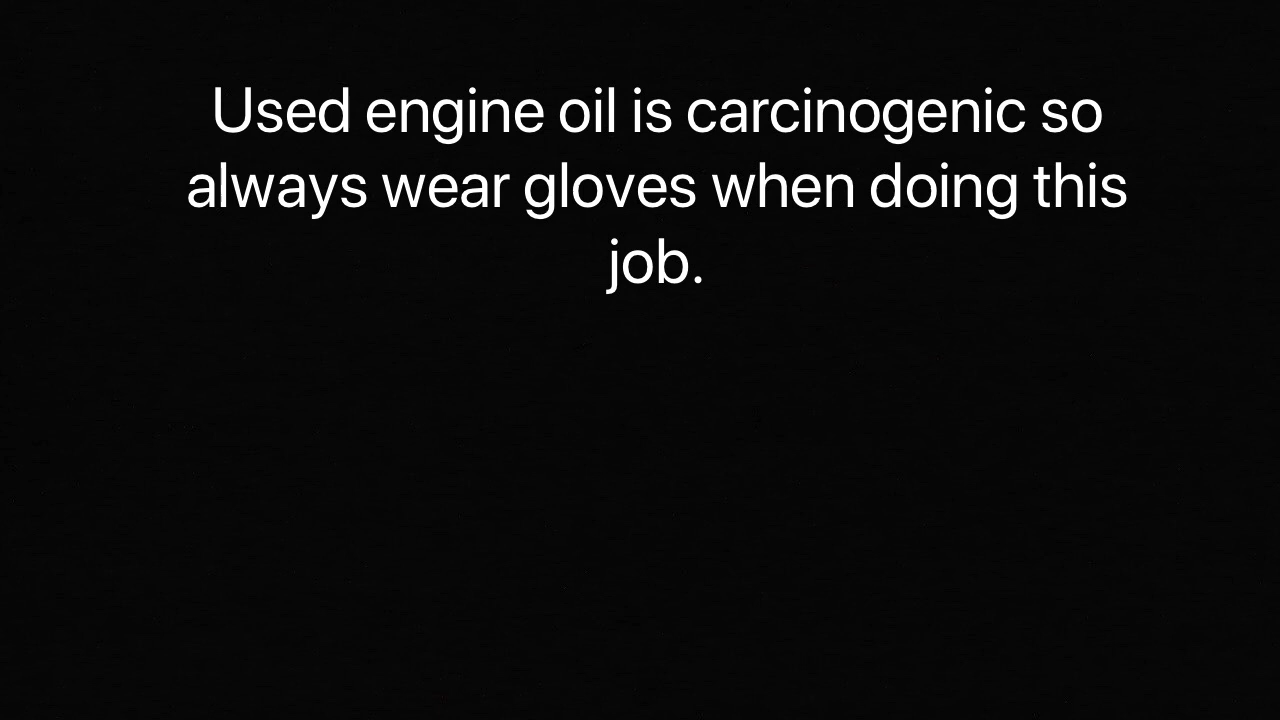 Used engine oil is carcinogenic so
always wear gloves when doing this
job.